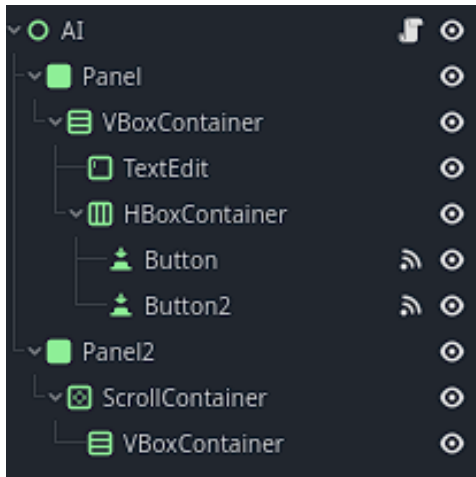 AI
Panel
VBoxContainer
TextEdit
HBoxContainer
Button
Button2
Panel2
ScrollContainer
VBoxContainer